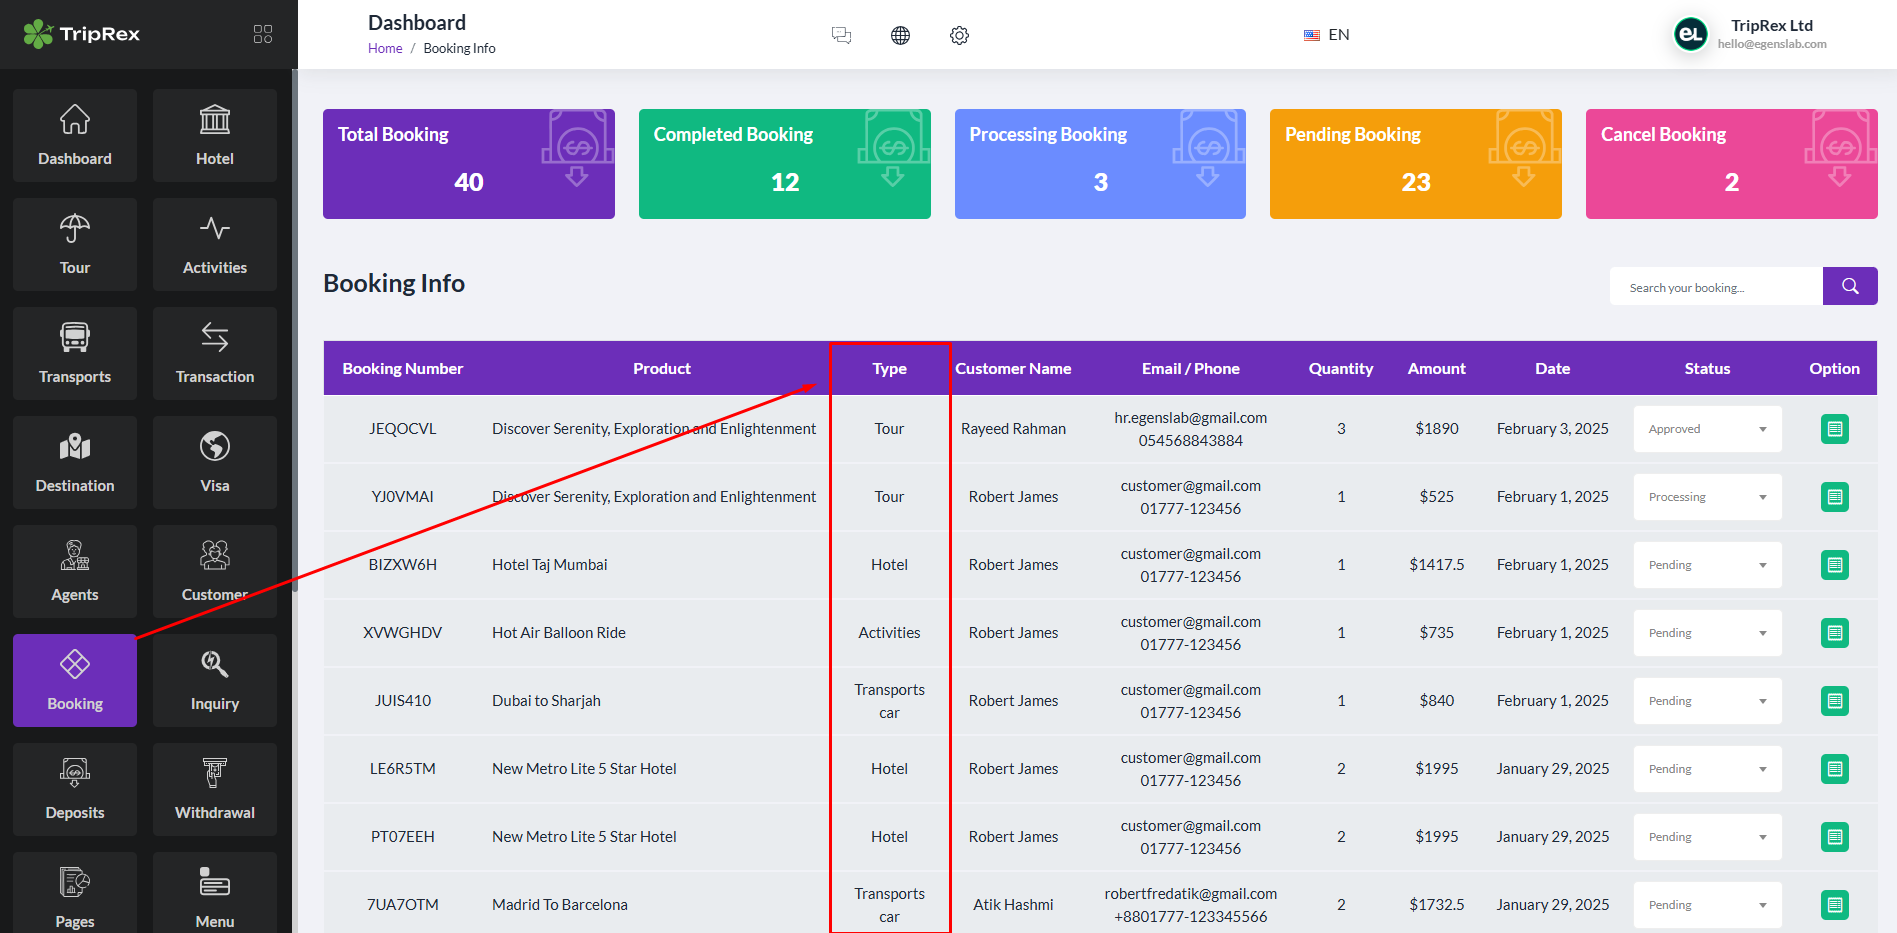 TripRex
Dashboard
Home / Booking Info
EN
TripRex Ltd
hello@egenslab.com
Dashboard
Hotel
Tour
Activities
Transports
Transaction
Destination
Visa
Agents
Customer
Booking
Inquiry
Deposits
Withdrawal
Pages
Menu
Total Booking
40
Completed Booking
12
Processing Booking
3
Pending Booking
23
Cancel Booking
2
Booking Info
Search your booking...
Booking Number Product Type Customer Name Email / Phone Quantity Amount Date Status Option
JEQOCVL Discover Serenity, Exploration and Enlightenment Tour Rayeed Rahman hr.egenslab@gmail.com 3 $1890 February 3, 2025 Approved
054568843884
YJ0VMAI Discover Serenity, Exploration and Enlightenment Tour Robert James customer@gmail.com 1 $525 February 1, 2025 Processing
01777-123456
BIZXW6H Hotel Taj Mumbai Hotel Robert James customer@gmail.com 1 $1417.5 February 1, 2025 Pending
01777-123456
XVWGHDV Hot Air Balloon Ride Activities Robert James customer@gmail.com 1 $735 February 1, 2025 Pending
01777-123456
JUIS410 Dubai to Sharjah Transports Robert James customer@gmail.com 1 $840 February 1, 2025 Pending
car 01777-123456
LE6R5TM New Metro Lite 5 Star Hotel Hotel Robert James customer@gmail.com 2 $1995 January 29, 2025 Pending
01777-123456
PT07EEH New Metro Lite 5 Star Hotel Hotel Robert James customer@gmail.com 2 $1995 January 29, 2025 Pending
01777-123456
7UA7OTM Madrid To Barcelona Transports Atik Hashmi robertfredatik@gmail.com 2 $1732.5 January 29, 2025 Pending
car +8801777-123345566